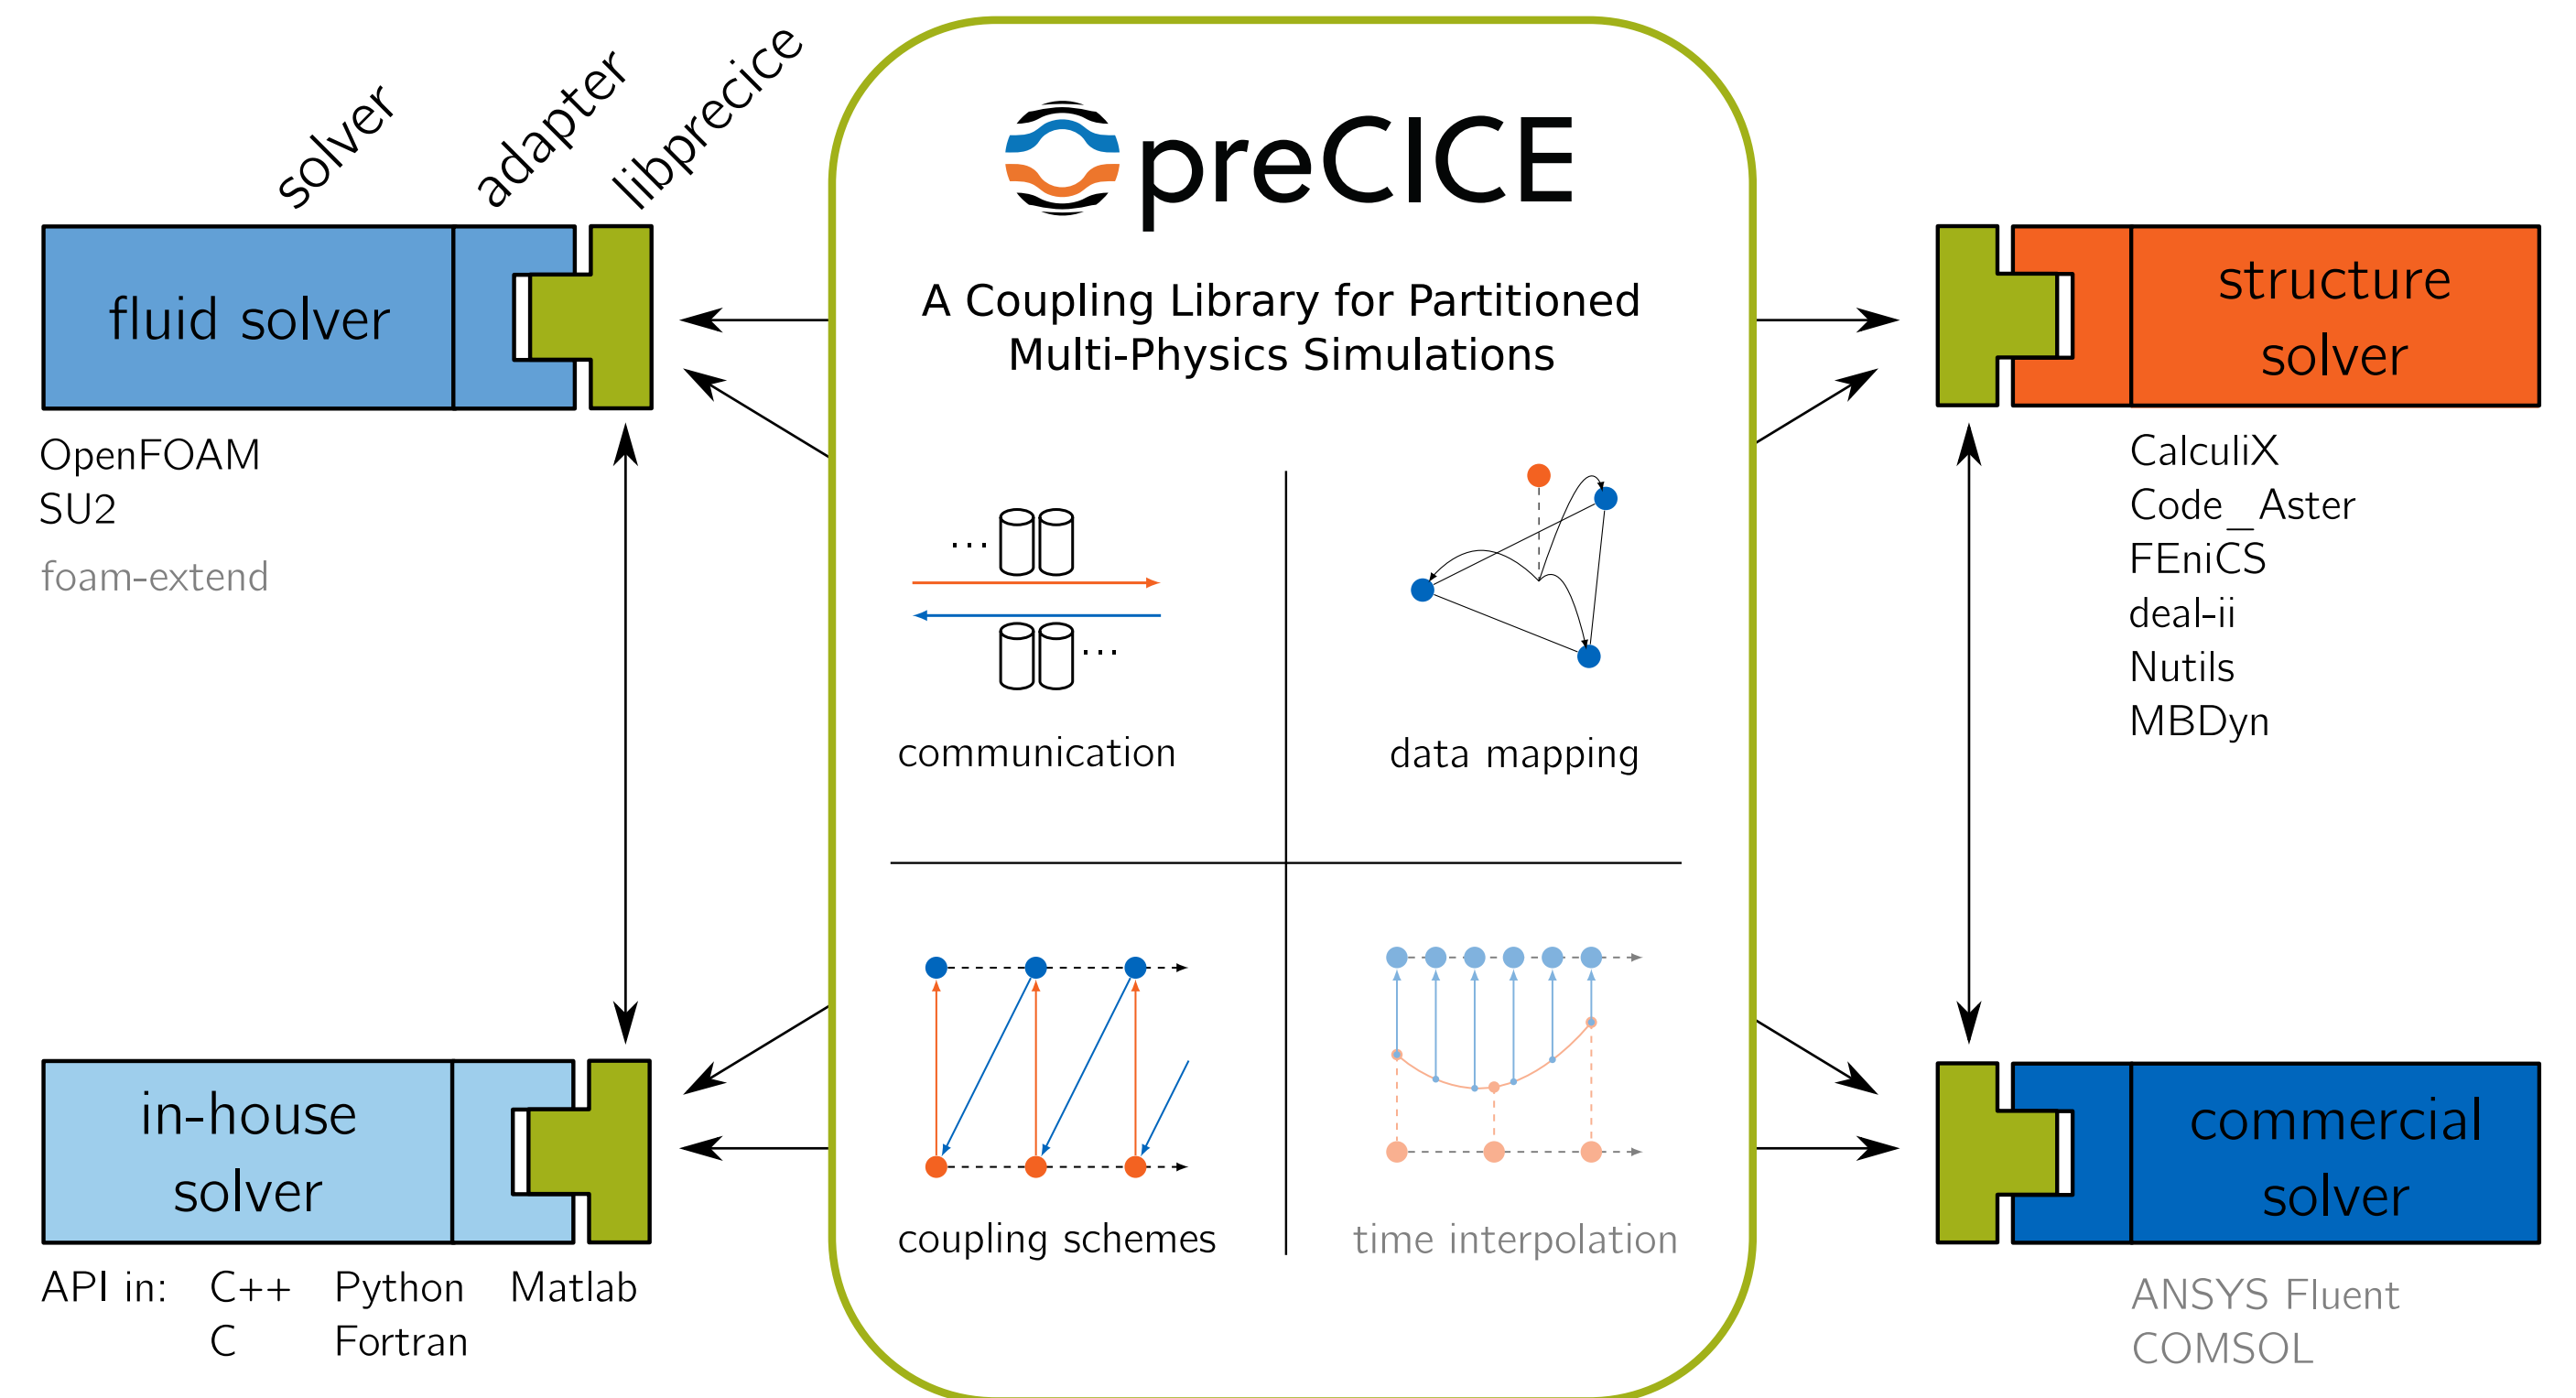 solver
adapter
libprecice
fluid solver
OpenFOAM
SU2
foam-extend
preCICE
A Coupling Library for Partitioned
Multi-Physics Simulations
...
...
communication
data mapping
coupling schemes
time interpolation
structure
solver
CalculiX
Code_Aster
FEniCS
deal-ii
Nutils
MBDyn
in-house
solver
API in: C++ Python Matlab
C Fortran
commercial
solver
ANSYS Fluent
COMSOL